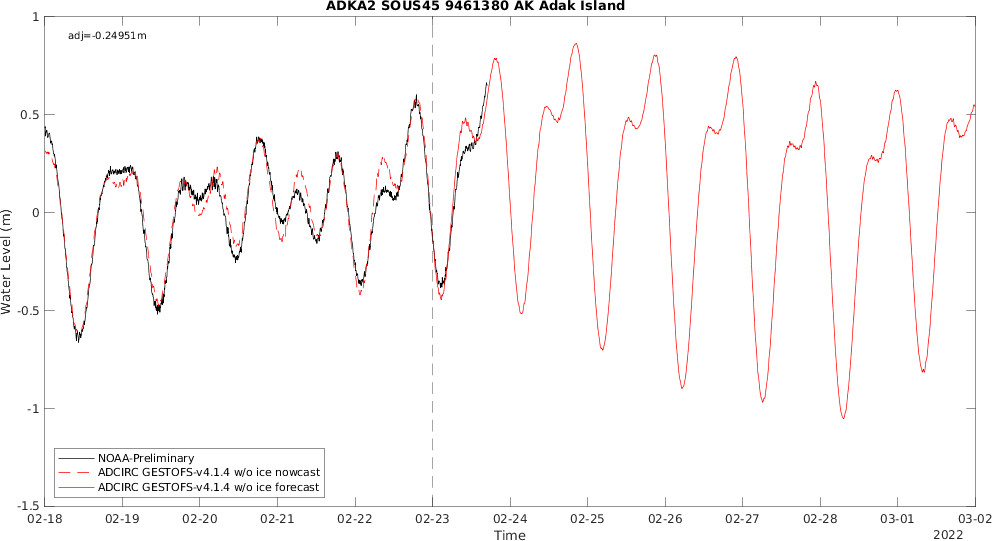 ADKA2 SOUS45 9461380 AK Adak Island
adj=-0.24951m
1
0.5
0
-0.5
-1
-1.5
Water Level (m)
NOAA-Preliminary
ADCIRC GESTOFS-v4.1.4 w/o ice nowcast
ADCIRC GESTOFS-v4.1.4 w/o ice forecast
02-18 02-19 02-20 02-21 02-22 02-23 02-24 02-25 02-26 02-27 02-28 03-01 03-02
Time
2022